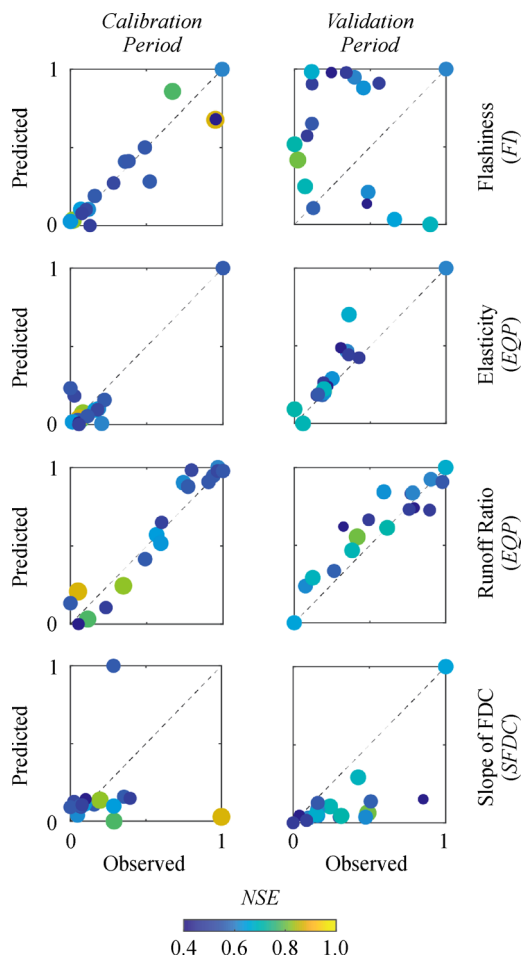 Calibration Period
Validation Period
1
Predicted
0
Flashiness
(FI)
1
Predicted
0
Elasticity
(EQP)
1
Predicted
0
Runoff Ratio
(EQP)
1
Predicted
0
Slope of FDC
(SFDC)
0
1
0
1
Observed
Observed
NSE
0.4
0.6
0.8
1.0